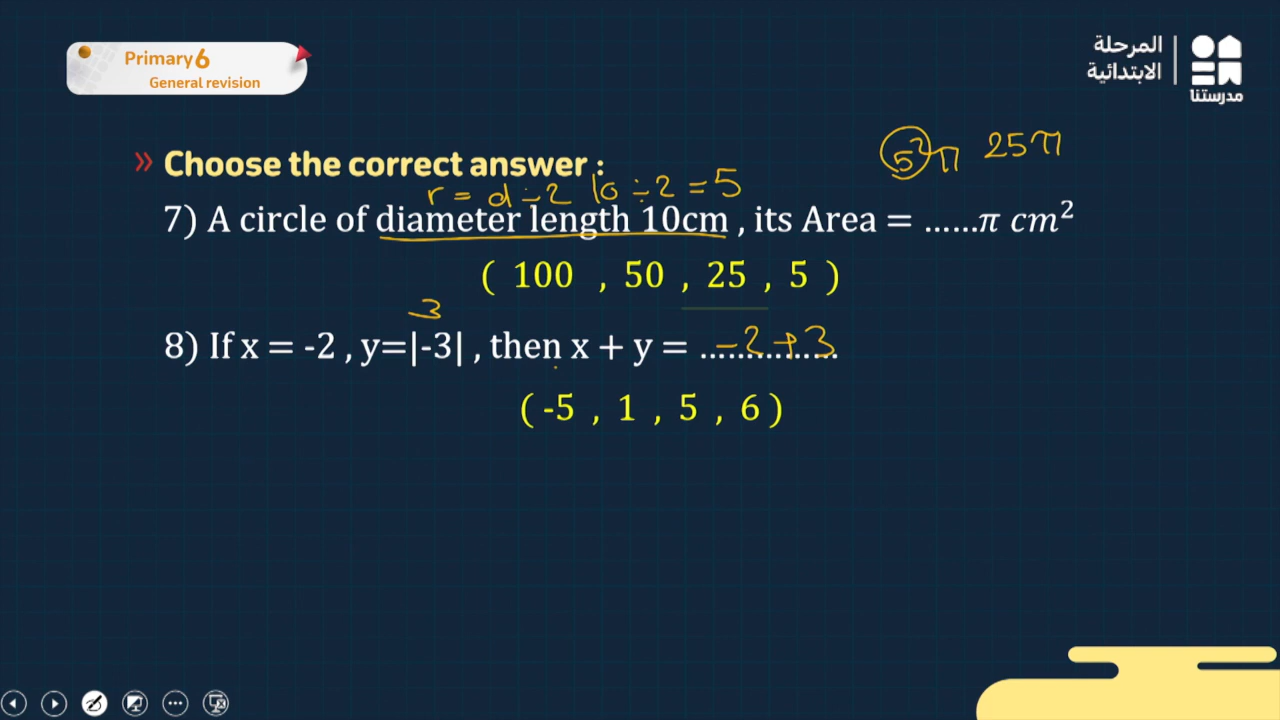 Primary 6
General revision
المرحلة
الابتدائية
مدرستنا
» Choose the correct answer :
5²π 25π
r = d ÷ 2 10 ÷ 2 = 5
7) A circle of diameter length 10cm , its Area = ......π cm²
( 100 , 50 , 25 , 5 )
3
8) If x = -2 , y=|-3| , then x + y = ...............
-2+3
( -5 , 1 , 5 , 6 )